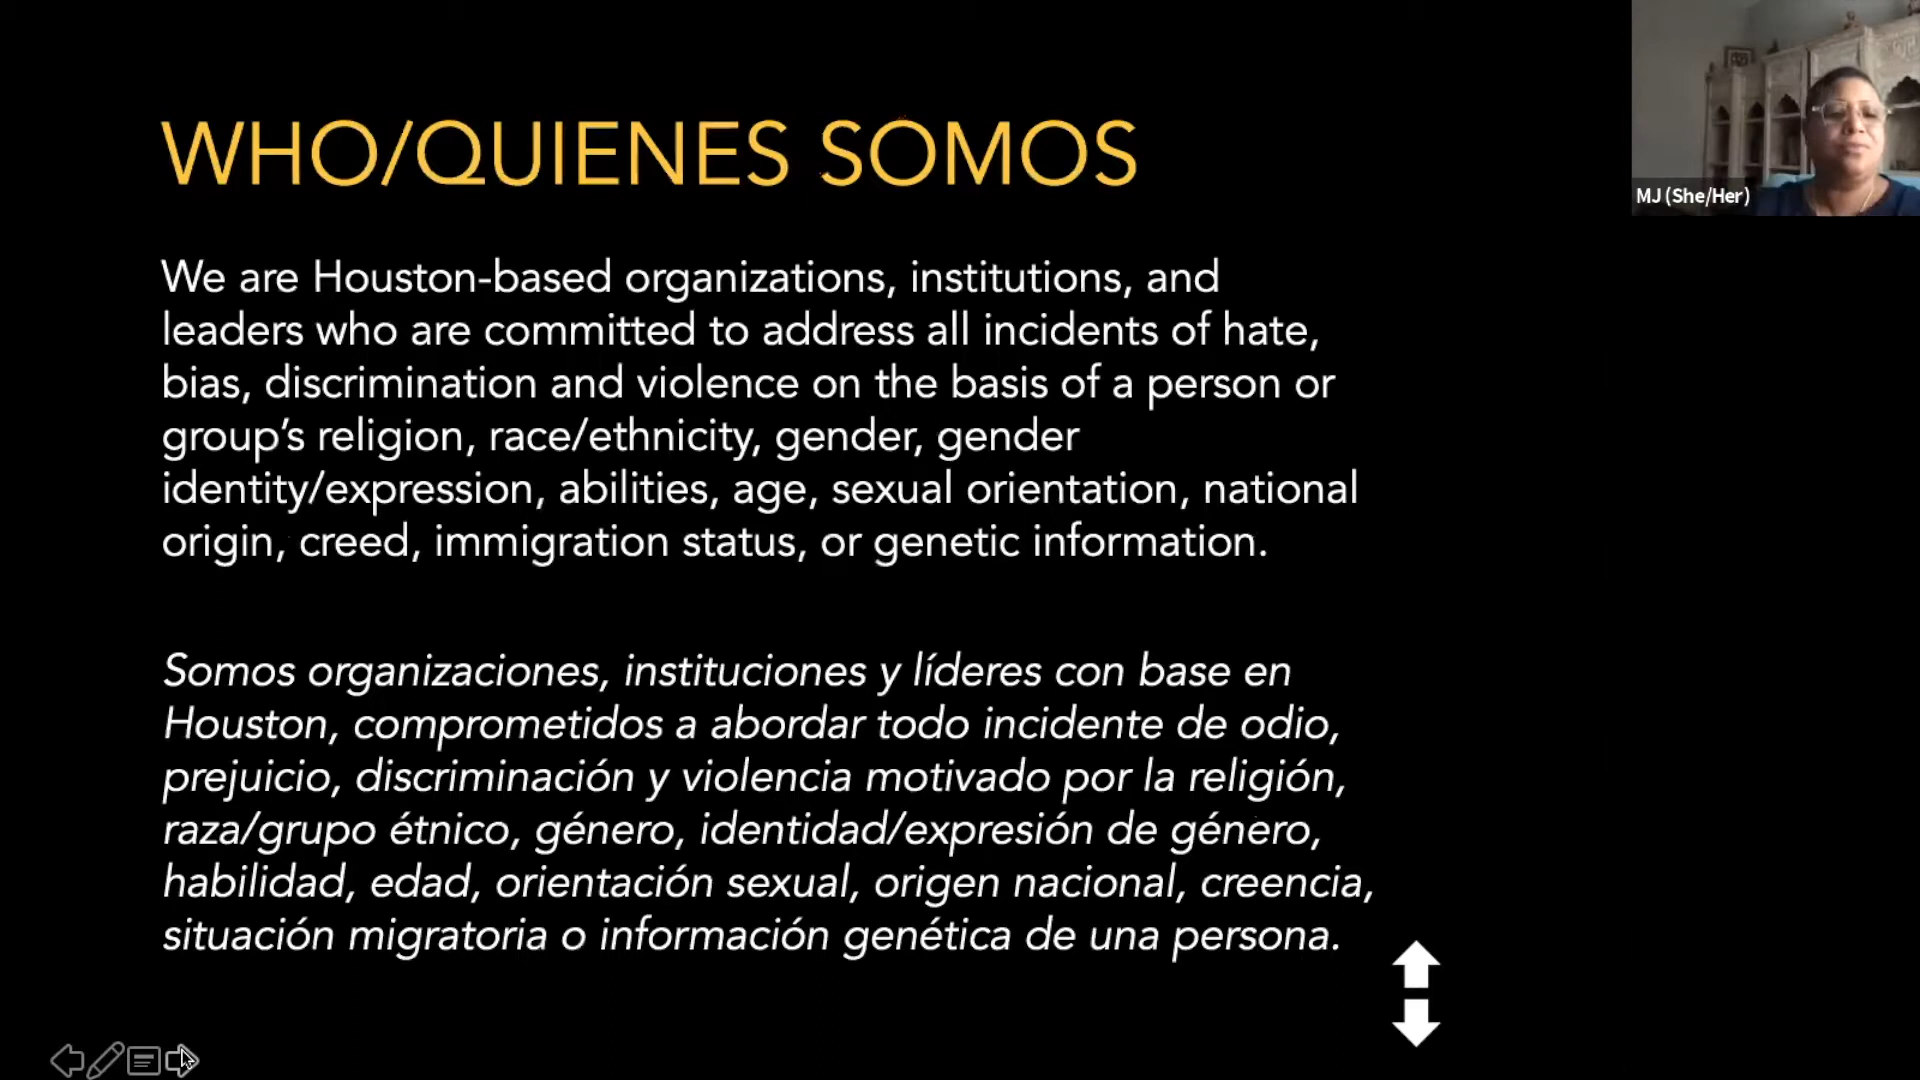 WHO/QUIENES SOMOS
We are Houston-based organizations, institutions, and
leaders who are committed to address all incidents of hate,
bias, discrimination and violence on the basis of a person or
group’s religion, race/ethnicity, gender, gender
identity/expression, abilities, age, sexual orientation, national
origin, creed, immigration status, or genetic information.
Somos organizaciones, instituciones y líderes con base en
Houston, comprometidos a abordar todo incidente de odio,
prejuicio, discriminación y violencia motivado por la religión,
raza/grupo étnico, género, identidad/expresión de género,
habilidad, edad, orientación sexual, origen nacional, creencia,
situación migratoria o información genética de una persona.
MJ (She/Her)